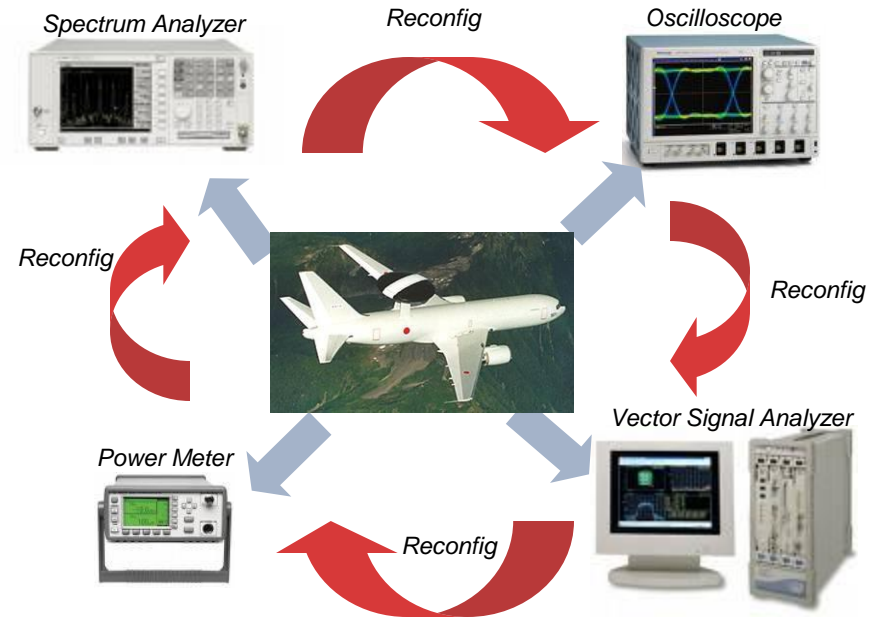 Spectrum Analyzer
Reconfig
Oscilloscope
Reconfig
Reconfig
Vector Signal Analyzer
Power Meter
Reconfig